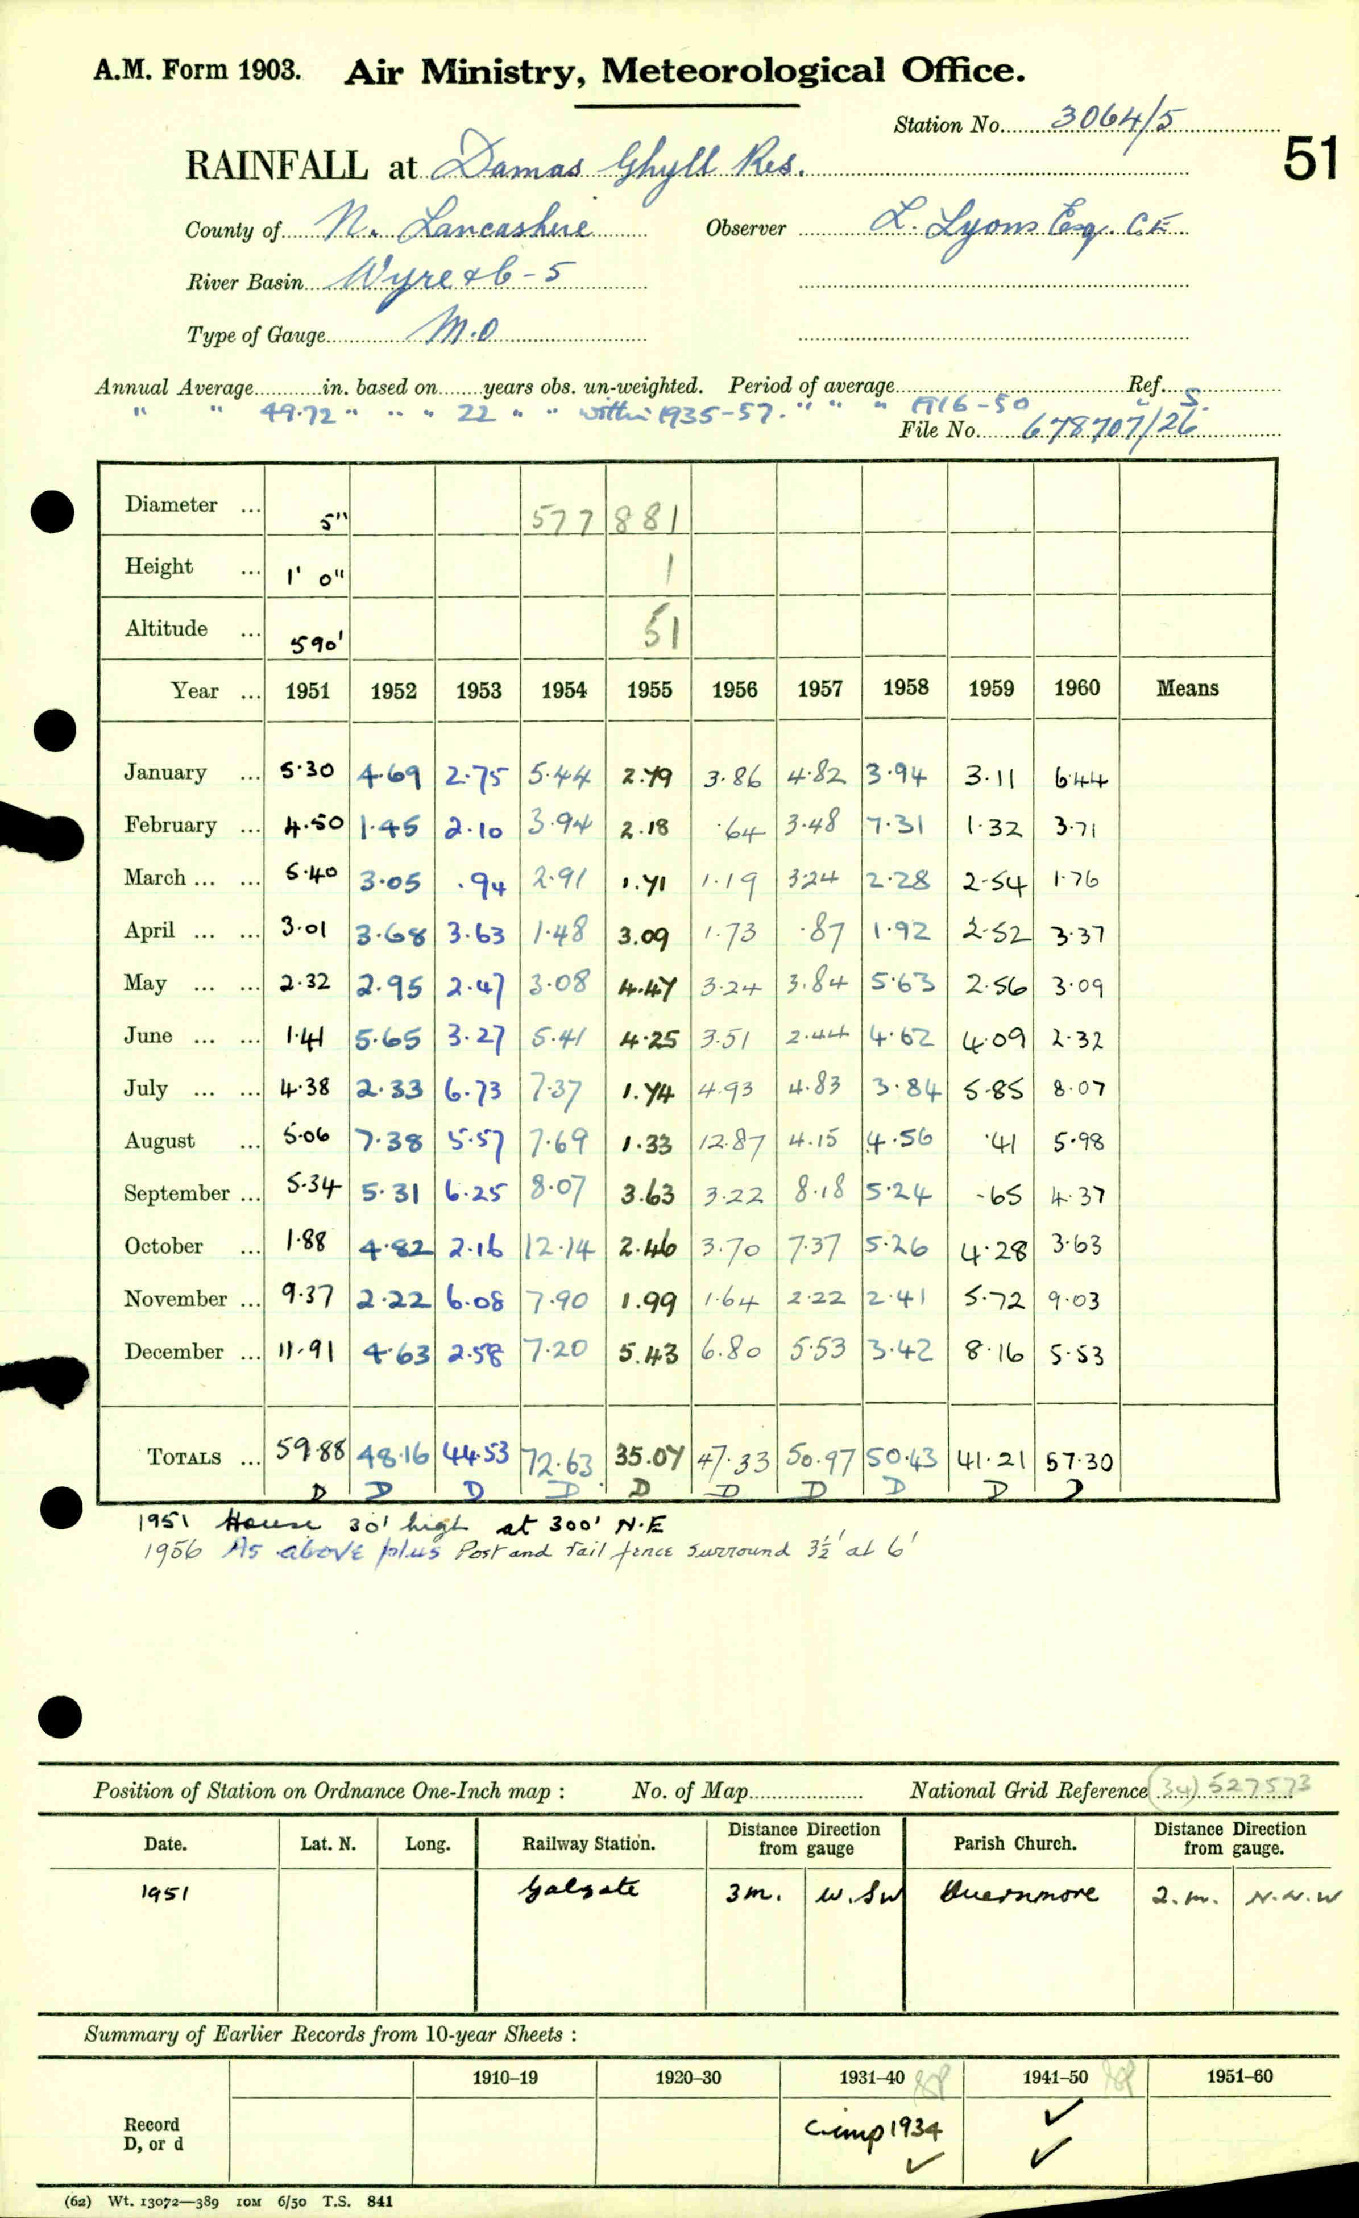 A.M. Form 1903. Air Ministry, Meteorological Office.
Station No. 3064/5
51
RAINFALL at Damas Ghyll Res.
County of N. Lancashire Observer L. Lyons Esq. C.E.
River Basin Wyre & 6-5
Type of Gauge M.O
Annual Average in. based on years obs. un-weighted. Period of average Ref.
" " 49.72 " " " 22 " " within 1935-57. " " " 1916-50 " S.
File No. 678707/26
Diameter ... 5" 577 881
Height ... 1' 0" 1
Altitude ... 590' 51
Year ... 1951 1952 1953 1954 1955 1956 1957 1958 1959 1960 Means
January ... 5.30 4.69 2.75 5.44 2.79 3.86 4.82 3.94 3.11 6.44
February ... 4.50 1.45 2.10 3.94 2.18 .64 3.48 7.31 1.32 3.71
March ... ... 5.40 3.05 .94 2.91 1.71 1.19 3.24 2.28 2.54 1.76
April ... ... 3.01 3.68 3.63 1.48 3.09 1.73 .87 1.92 2.52 3.37
May ... ... 2.32 2.95 2.47 3.08 4.47 3.24 3.84 5.63 2.56 3.09
June ... ... 1.41 5.65 3.27 5.41 4.25 3.51 2.44 4.62 4.09 2.32
July ... ... 4.38 2.33 6.73 7.37 1.74 4.93 4.83 3.84 5.85 8.07
August ... 5.06 7.38 5.57 7.69 1.33 12.87 4.15 4.56 .41 5.98
September ... 5.34 5.31 6.25 8.07 3.63 3.22 8.18 5.24 .65 4.37
October ... 1.88 4.82 2.16 12.14 2.46 3.70 7.37 5.26 4.28 3.63
November ... 9.37 2.22 6.08 7.90 1.99 1.64 2.22 2.41 5.72 9.03
December ... 11.91 4.63 2.58 7.20 5.43 6.80 5.53 3.42 8.16 5.53
TOTALS ... 59.88 48.16 44.53 72.63 35.07 47.33 50.97 50.43 41.21 57.30
D D D D D D D D D D
1951 House 30' high at 300' N.E
1956 As above plus Post and rail fence surround 3½' at 6'
Position of Station on Ordnance One-Inch map : No. of Map National Grid Reference (34) 527573
Date. Lat. N. Long. Railway Station. Distance from Direction gauge Parish Church. Distance from Direction gauge.
1951 Galgate 3m. W.SW Quernmore 2.m. N.N.W
Summary of Earlier Records from 10-year Sheets :
1910–19 1920–30 1931–40 1941–50 1951–60
Record D, or d Comp 1934 ✓ ✓ ✓
(62) Wt. 13072—389 10M 6/50 T.S. 841